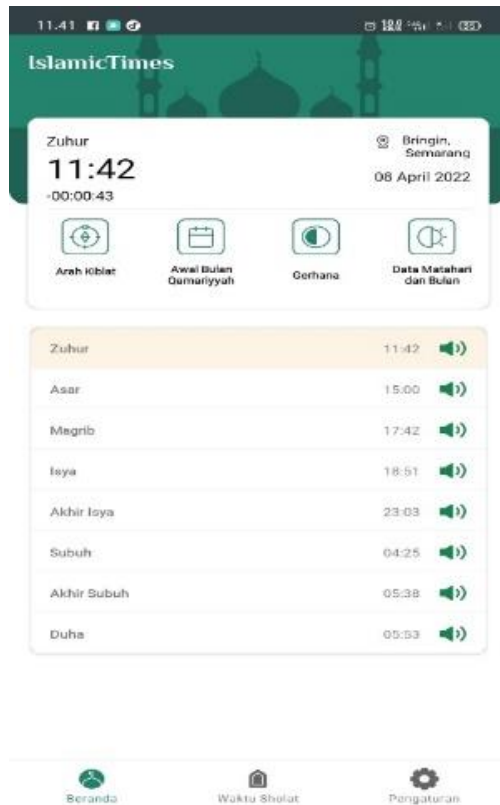 11.41
IslamicTimes
Zuhur
11:42
-00:00:43
Bringin,
Semarang
08 April 2022
Arah Kiblat
Awal Bulan
Qamariyyah
Gerhana
Data Matahari
dan Bulan
Zuhur 11:42
Asar 15:00
Magrib 17:42
Isya 18:51
Akhir Isya 23:03
Subuh 04:25
Akhir Subuh 05:38
Duha 05:53
Beranda
Waktu Sholat
Pengaturan